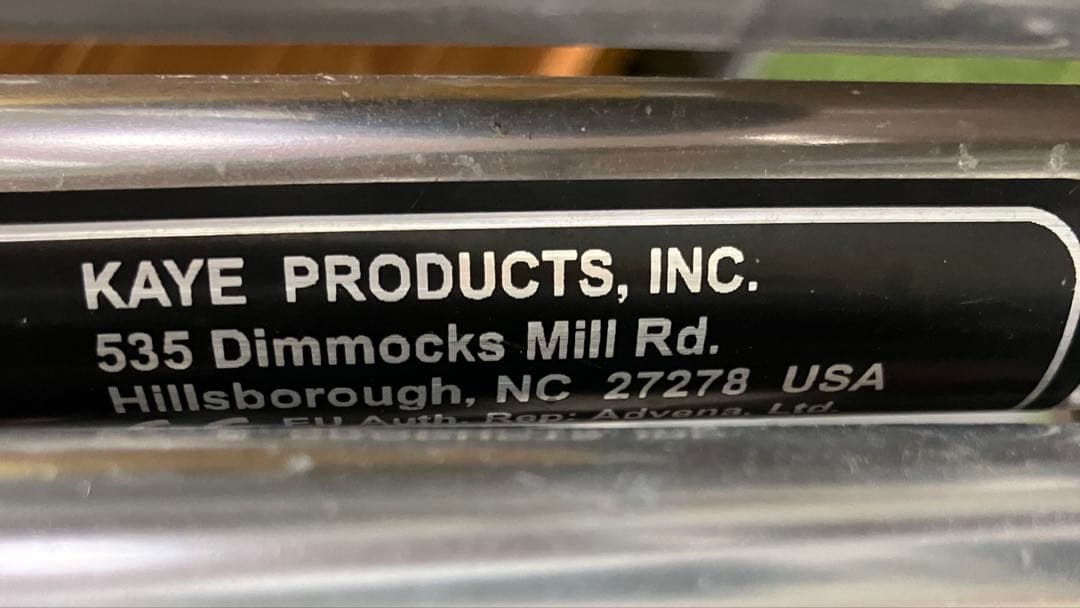 KAYE PRODUCTS, INC.
535 Dimmocks Mill Rd.
Hillsborough, NC 27278 USA
EU Auth. Rep: Advena, Ltd.